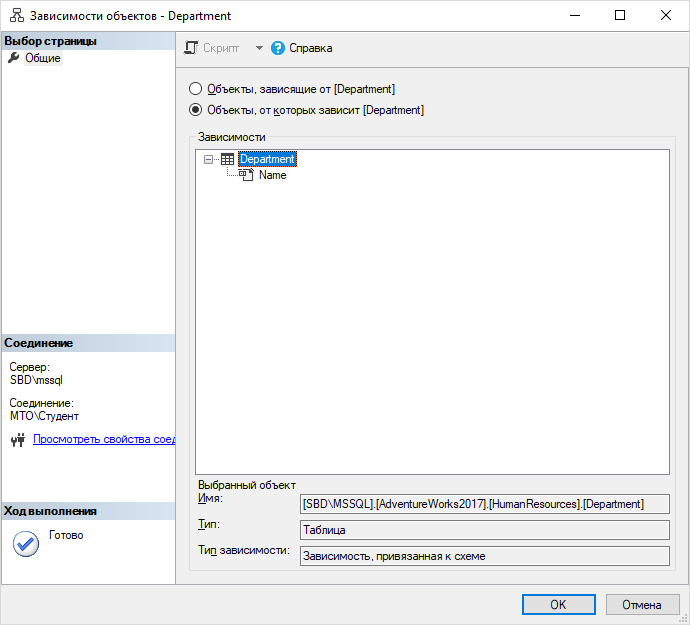 Зависимости объектов - Department
Выбор страницы
Общие
Скрипт
Справка
Объекты, зависящие от [Department]
Объекты, от которых зависит [Department]
Зависимости
Department
Name
Соединение
Сервер:
SBD\mssql
Соединение:
МТО\Студент
Просмотреть свойства соед
Ход выполнения
Готово
Выбранный объект
Имя:
[SBD\MSSQL].[AdventureWorks2017].[HumanResources].[Department]
Тип:
Таблица
Тип зависимости:
Зависимость, привязанная к схеме
OK
Отмена